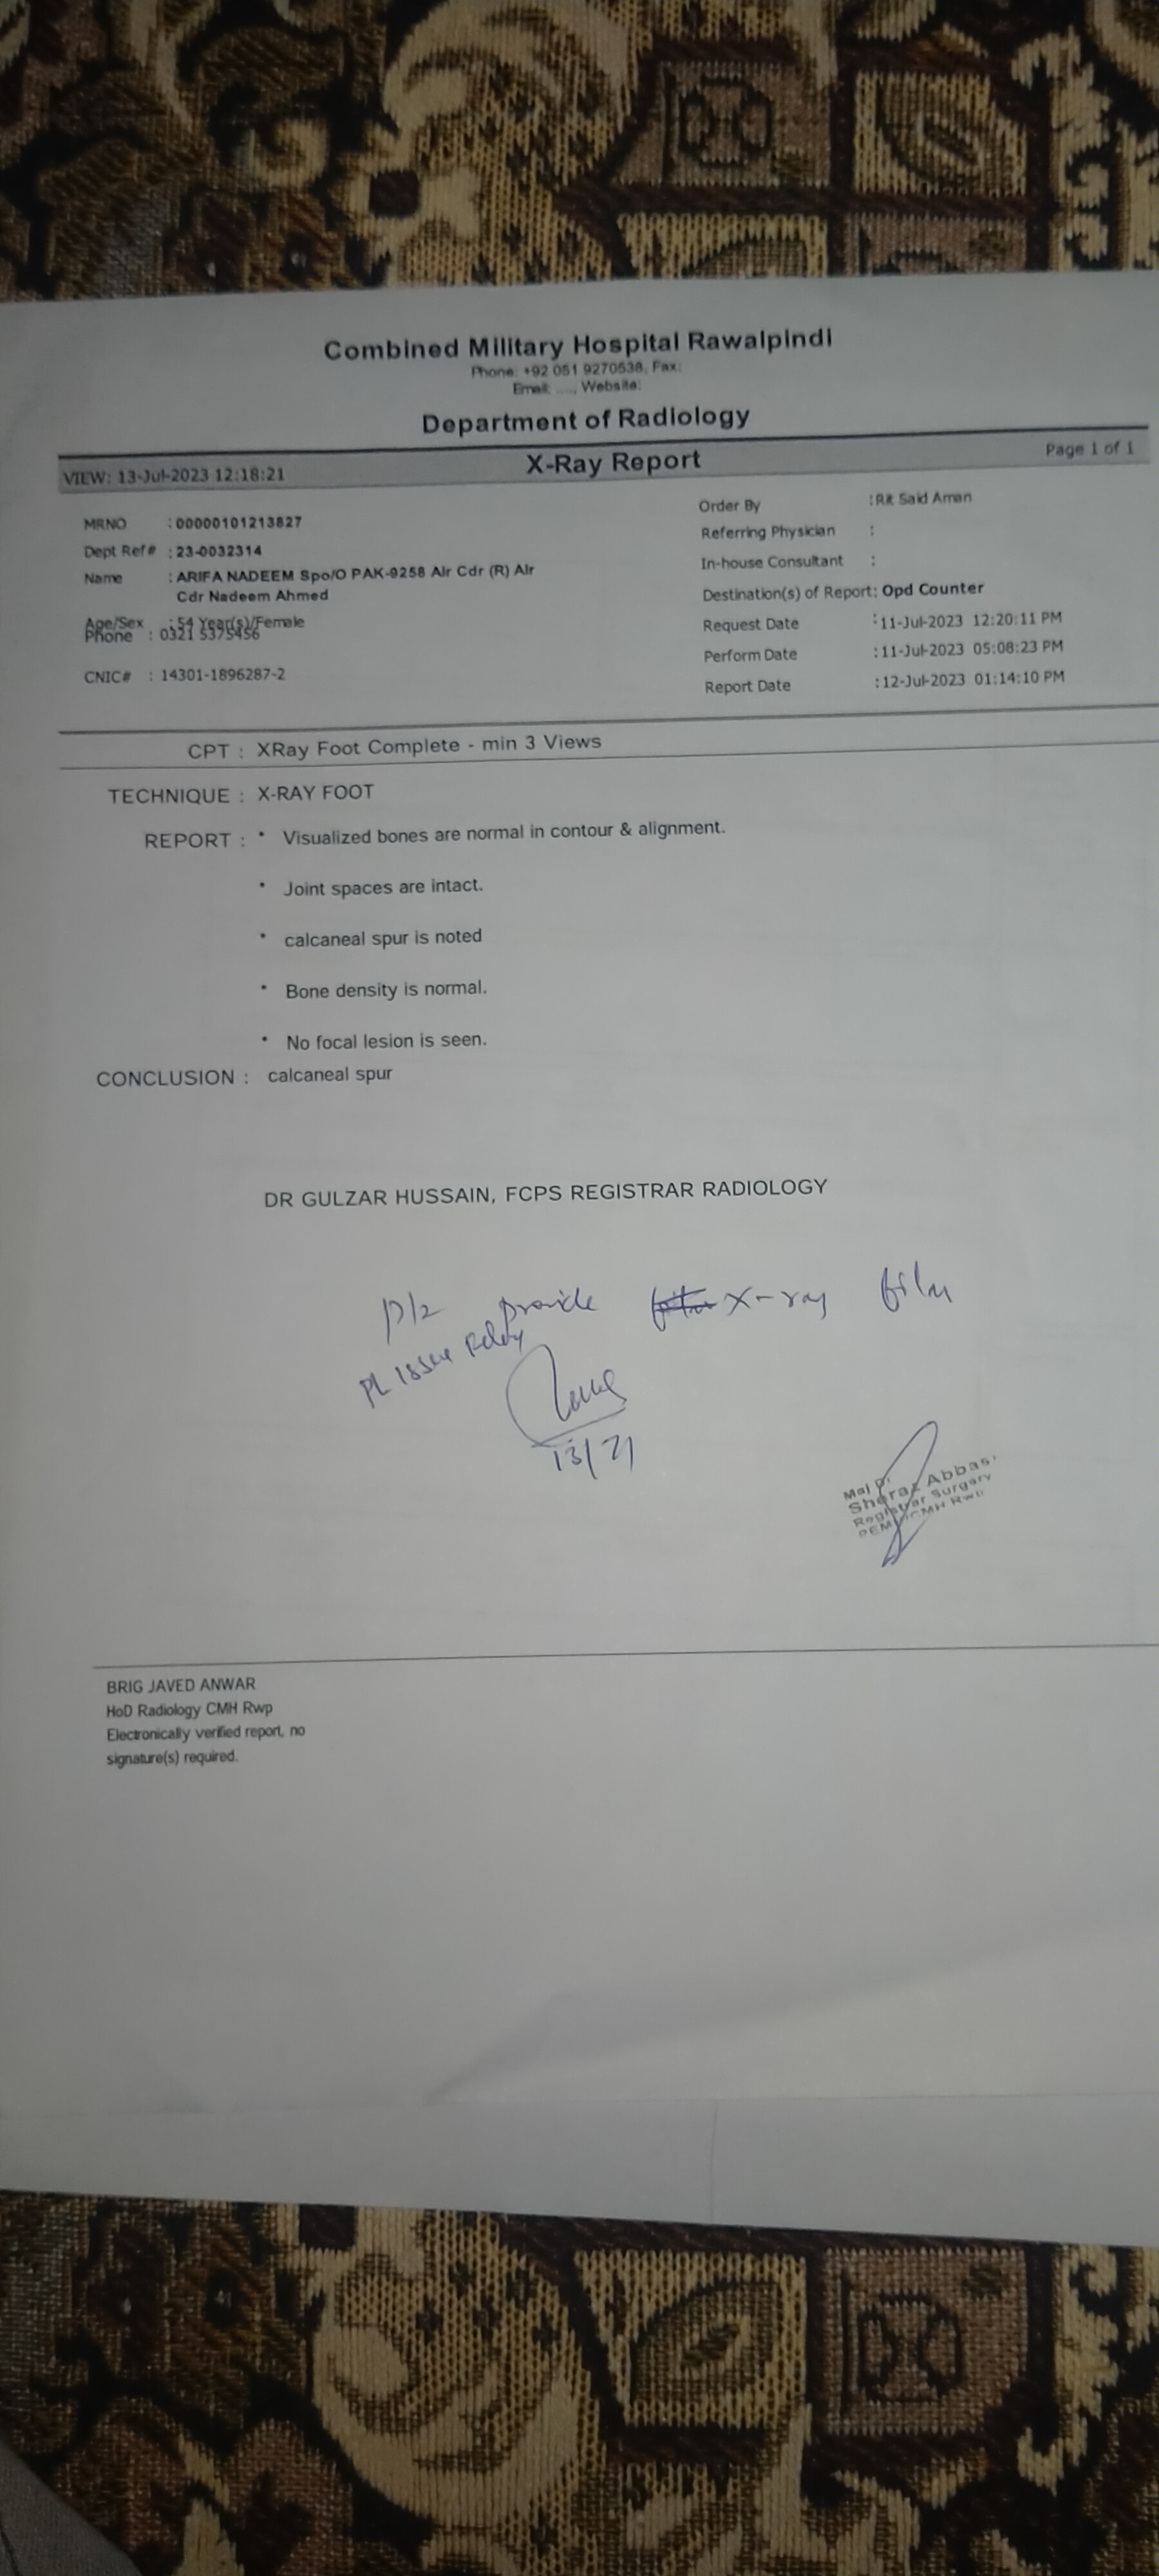 Combined Military Hospital Rawalpindi
Phone: +92 051 9270538, Fax:
Email: ...., Website:
Department of Radiology
VIEW: 13-Jul-2023 12:18:21
X-Ray Report
Page 1 of 1
MRNO : 00000101213827
Dept Ref# : 23-0032314
Name : ARIFA NADEEM Spo/O PAK-9258 Air Cdr (R) Air
Cdr Nadeem Ahmed
Age/Sex : 54 Year(s)/Female
Phone : 0321 5375456
CNIC# : 14301-1896287-2
Order By : Said Aman
Referring Physician :
In-house Consultant :
Destination(s) of Report: Opd Counter
Request Date : 11-Jul-2023 12:20:11 PM
Perform Date : 11-Jul-2023 05:08:23 PM
Report Date : 12-Jul-2023 01:14:10 PM
CPT : XRay Foot Complete - min 3 Views
TECHNIQUE : X-RAY FOOT
REPORT : * Visualized bones are normal in contour & alignment.
* Joint spaces are intact.
* calcaneal spur is noted
* Bone density is normal.
* No focal lesion is seen.
CONCLUSION : calcaneal spur
DR GULZAR HUSSAIN, FCPS REGISTRAR RADIOLOGY
Plz provide X-ray film
Pl issue
13/7
Maj
Abbasi
Registrar Surgery
CMH Rwp
BRIG JAVED ANWAR
HoD Radiology CMH Rwp
Electronically verified report, no
signature(s) required.